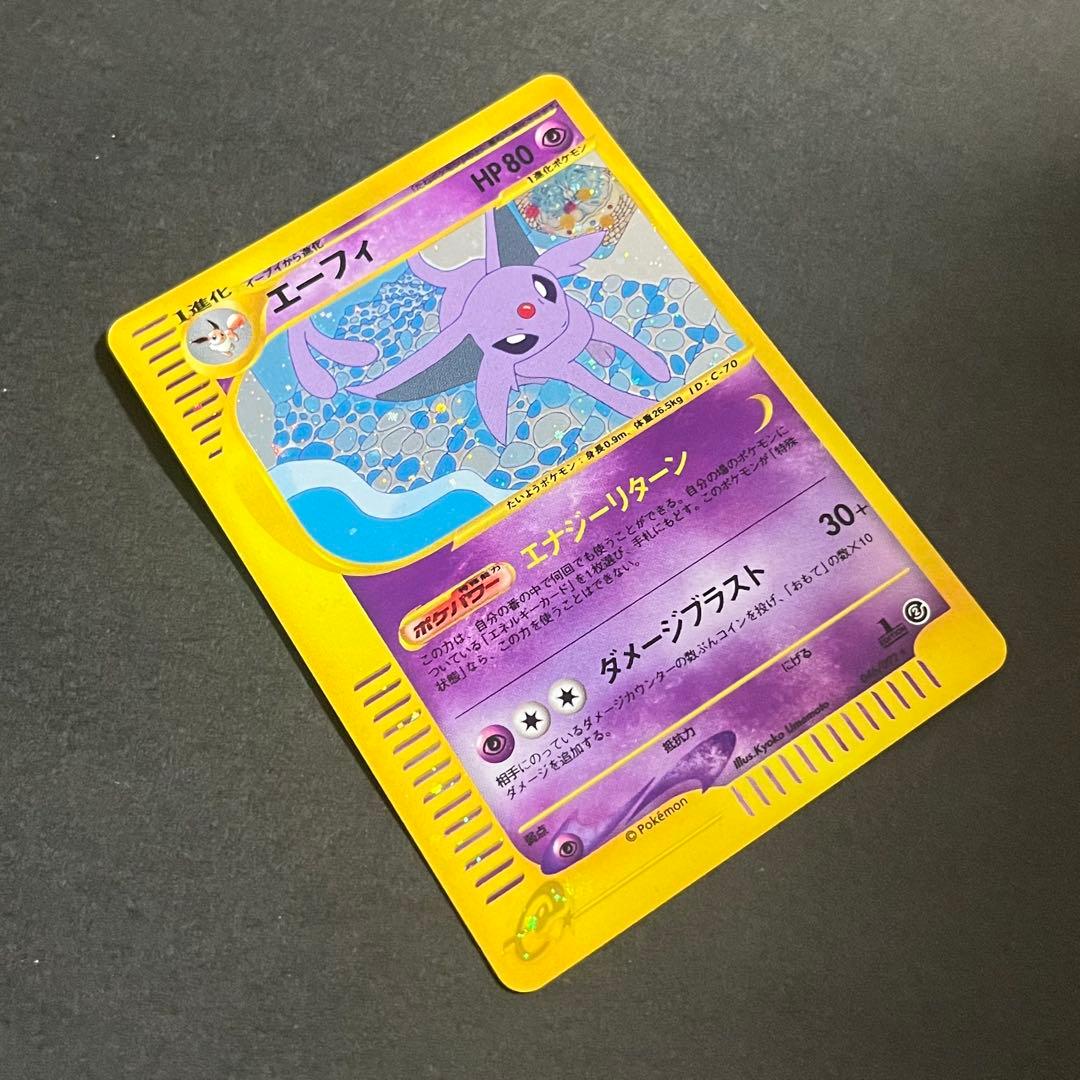 1進化 イーブイから進化
エーフィ
HP80
1進化ポケモン
たいようポケモン：身長0.9m、体重26.5kg ID：C-70
ポケパワー 特殊能力 エナジーリターン
この力は、自分の番の中で何回でも使うことができる。自分の場のポケモンに
ついている「エネルギーカード」を1枚選び、手札にもどす。このポケモンが「特殊
状態」なら、この力を使うことはできない。
ダメージブラスト 30+
相手にのっているダメージカウンターの数ぶんコインを投げ、「おもて」の数×10
ダメージを追加する。
弱点 抵抗力 にげる
©Pokémon
Illus.Kyoko Umemoto
1 EDITION